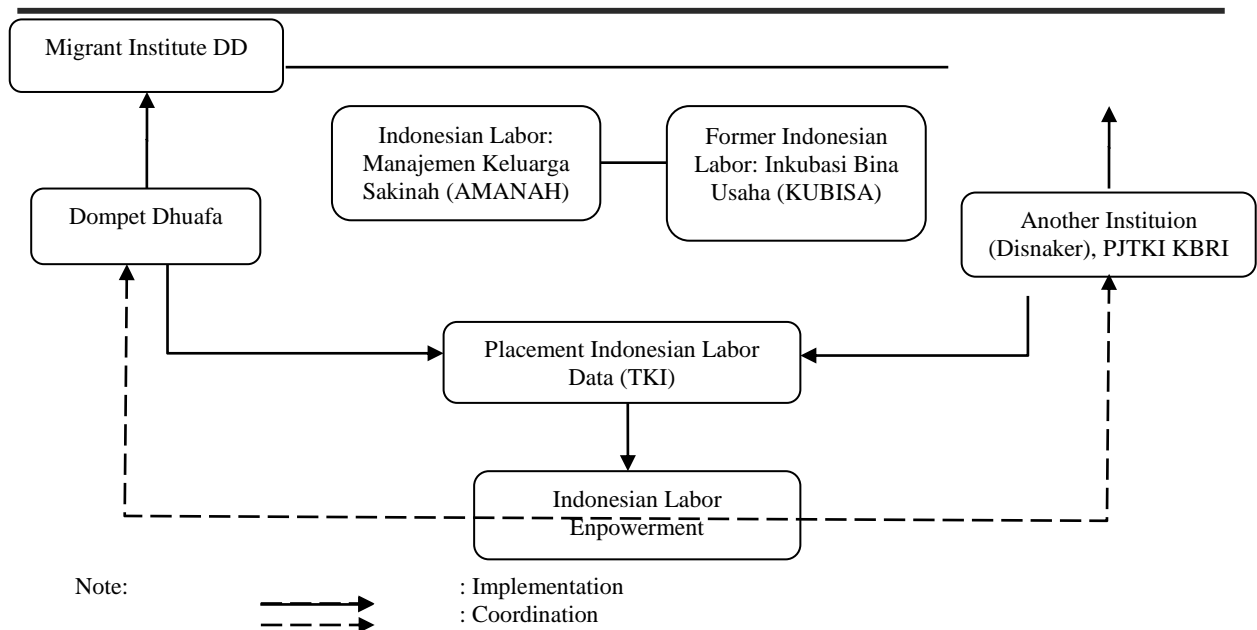 Migrant Institute DD
Indonesian Labor:
Manajemen Keluarga
Sakinah (AMANAH)
Former Indonesian
Labor: Inkubasi Bina
Usaha (KUBISA)
Dompet Dhuafa
Another Instituion
(Disnaker), PJTKI KBRI
Placement Indonesian Labor
Data (TKI)
Indonesian Labor
Enpowerment
Note:
: Implementation
: Coordination